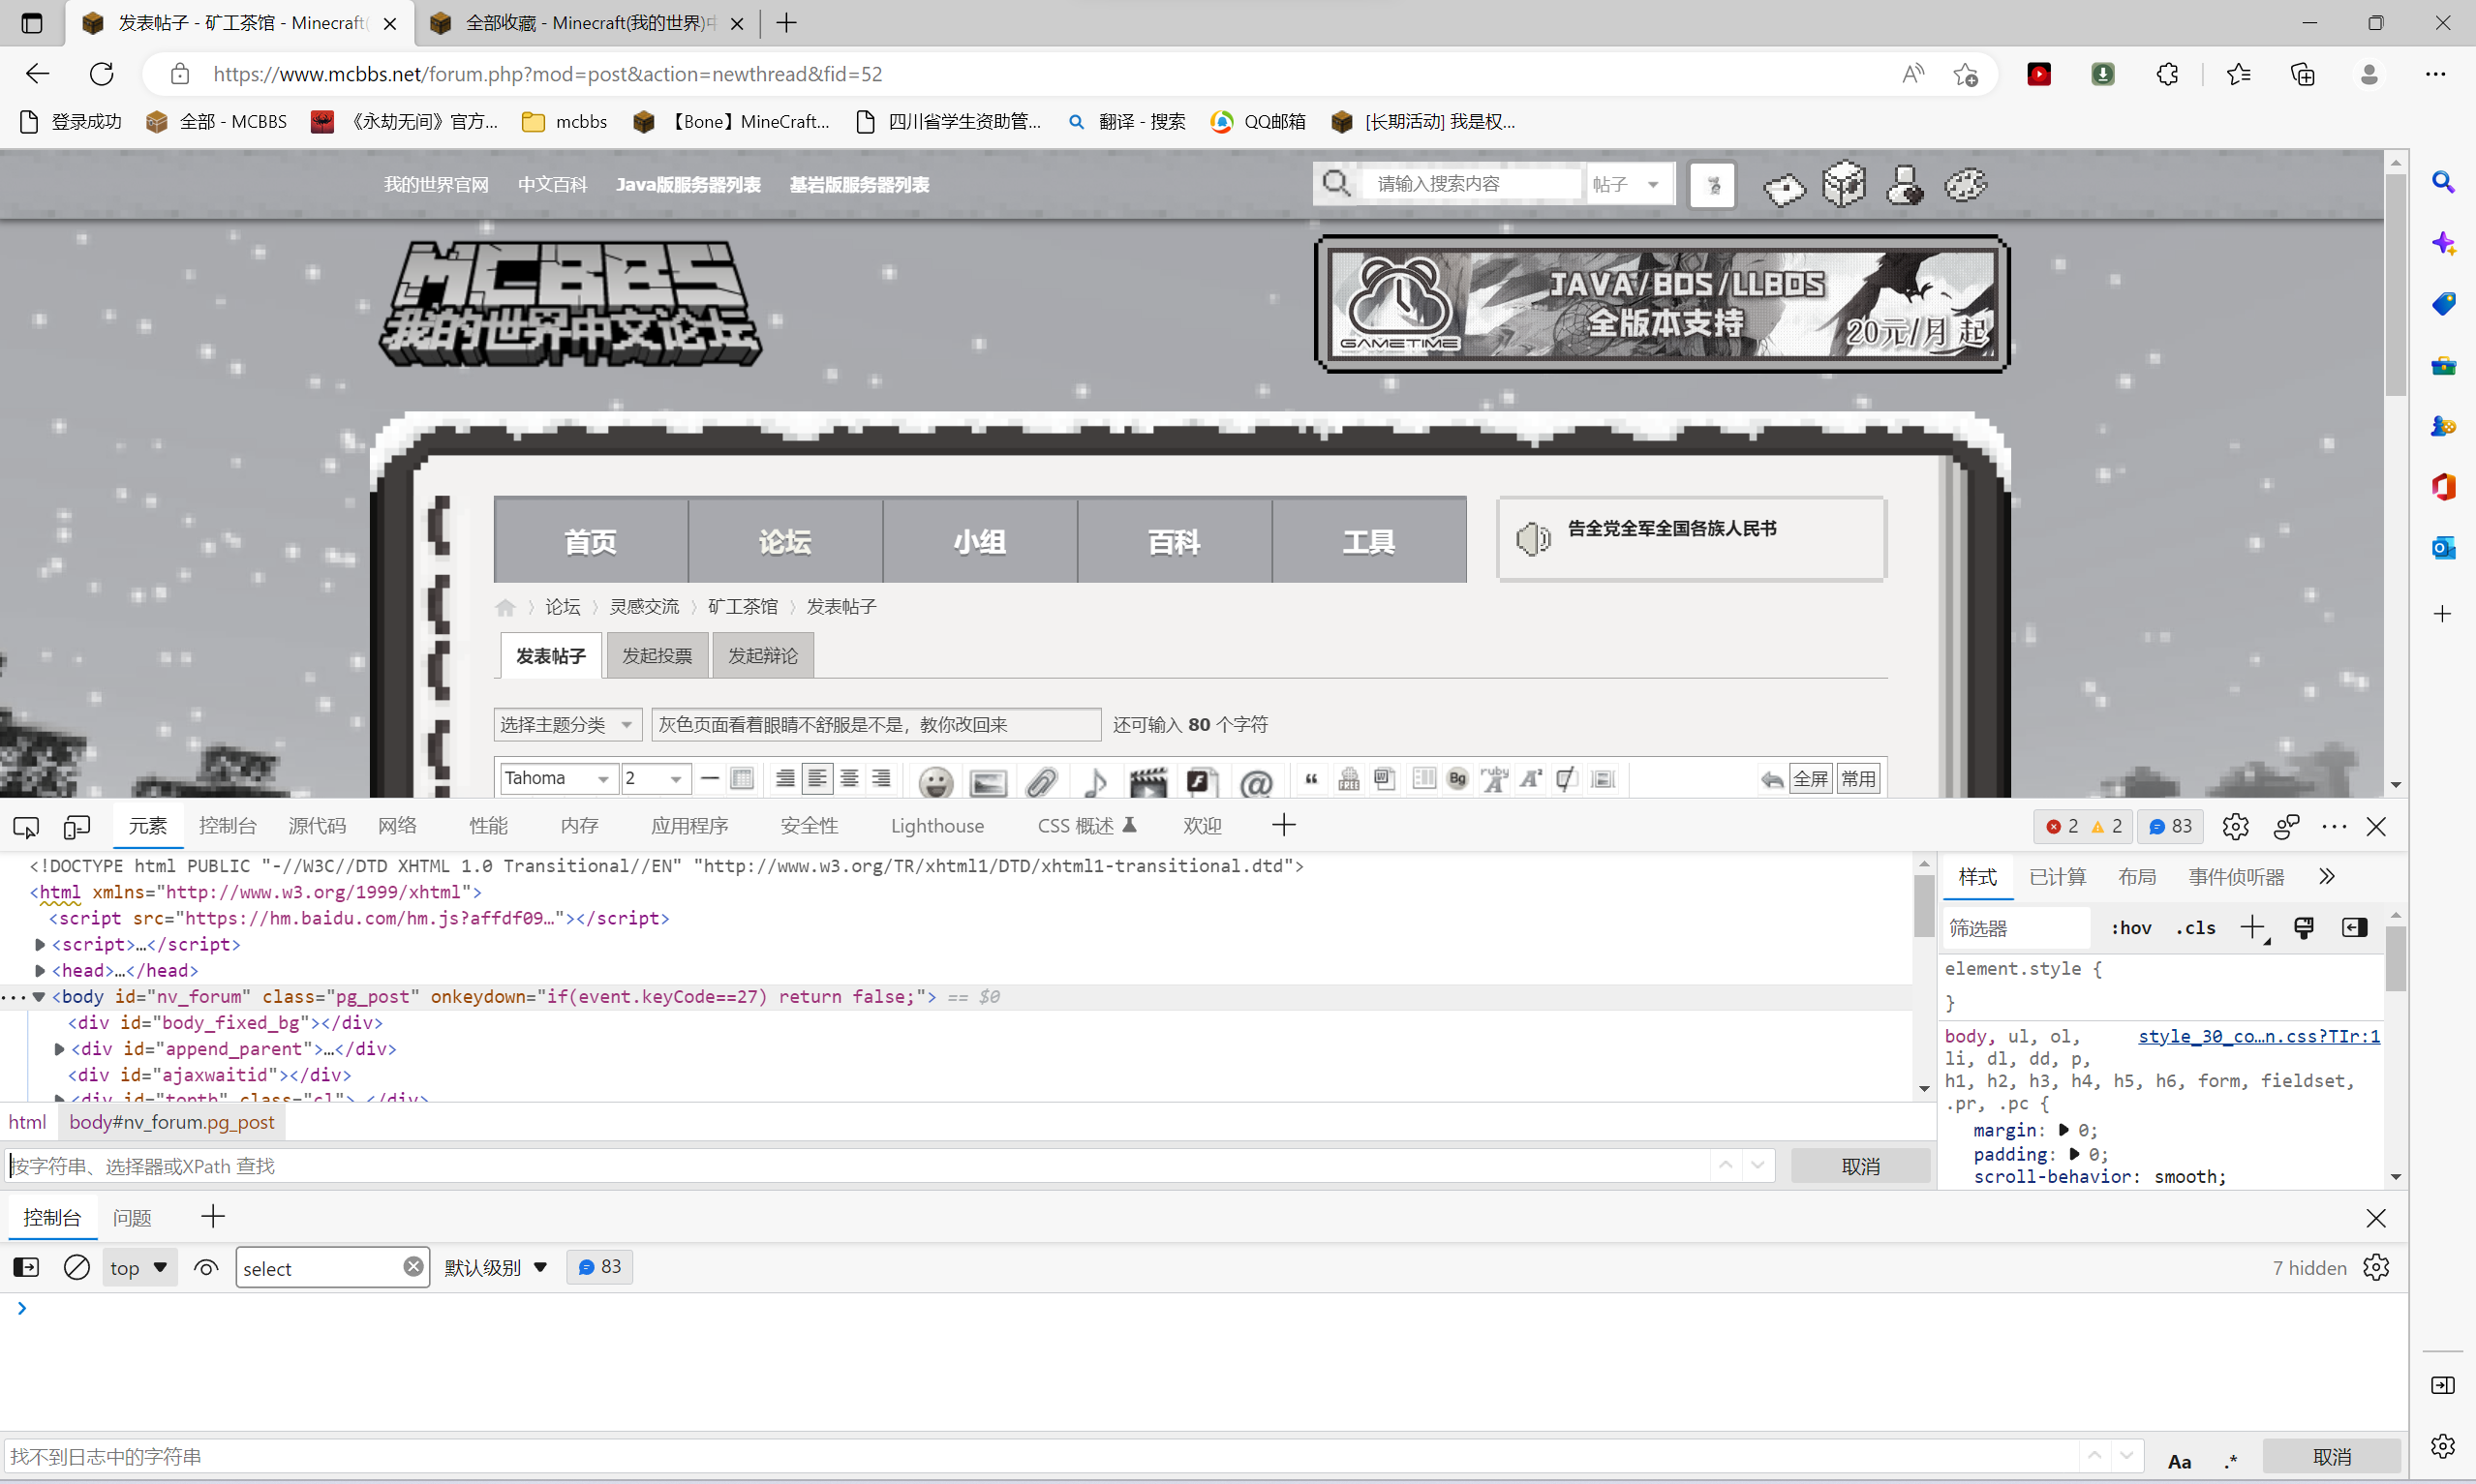 发表帖子 - 矿工茶馆 - Minecraft(
全部收藏 - Minecraft(我的世界)中
https://www.mcbbs.net/forum.php?mod=post&action=newthread&fid=52
登录成功
全部 - MCBBS
《永劫无间》官方...
mcbbs
【Bone】MineCraft...
四川省学生资助管...
翻译 - 搜索
QQ邮箱
[长期活动] 我是权...
我的世界官网 中文百科 Java版服务器列表 基岩版服务器列表
请输入搜索内容 帖子
MCBBS
我的世界中文论坛
GAMETIME
JAVA/BDS/LLBDS
全版本支持
20元/月 起
首页 论坛 小组 百科 工具
告全党全军全国各族人民书
论坛 〉 灵感交流 〉 矿工茶馆 〉 发表帖子
发表帖子 发起投票 发起辩论
选择主题分类 灰色页面看着眼睛不舒服是不是，教你改回来 还可输入 80 个字符
Tahoma 2 Bg ruby A FREE W @ 全屏 常用
元素 控制台 源代码 网络 性能 内存 应用程序 安全性 Lighthouse CSS 概述 欢迎
2 2 83
<!DOCTYPE html PUBLIC "-//W3C//DTD XHTML 1.0 Transitional//EN" "http://www.w3.org/TR/xhtml1/DTD/xhtml1-transitional.dtd">
<html xmlns="http://www.w3.org/1999/xhtml">
<script src="https://hm.baidu.com/hm.js?affdf09…"></script>
<script>…</script>
<head>…</head>
<body id="nv_forum" class="pg_post" onkeydown="if(event.keyCode==27) return false;"> == $0
<div id="body_fixed_bg"></div>
<div id="append_parent">…</div>
<div id="ajaxwaitid"></div>
<div id="toptb" class="cl">…</div>
html body#nv_forum.pg_post
按字符串、选择器或XPath 查找 取消
样式 已计算 布局 事件侦听器
筛选器 :hov .cls
element.style {
}
body, ul, ol, style_30_co…n.css?TIr:1
li, dl, dd, p,
h1, h2, h3, h4, h5, h6, form, fieldset,
.pr, .pc {
margin: 0;
padding: 0;
scroll-behavior: smooth;
控制台 问题
top select 默认级别 83 7 hidden
找不到日志中的字符串 Aa .* 取消